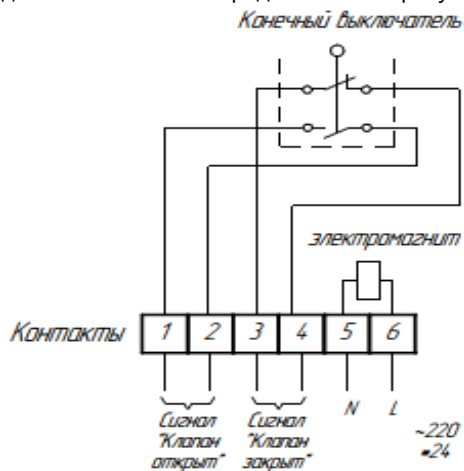 Конечный выключатель
электромагнит
Контакты 1 2 3 4 5 6
Сигнал "Клапан открыт"
Сигнал "Клапан закрыт"
N L
~220
=24